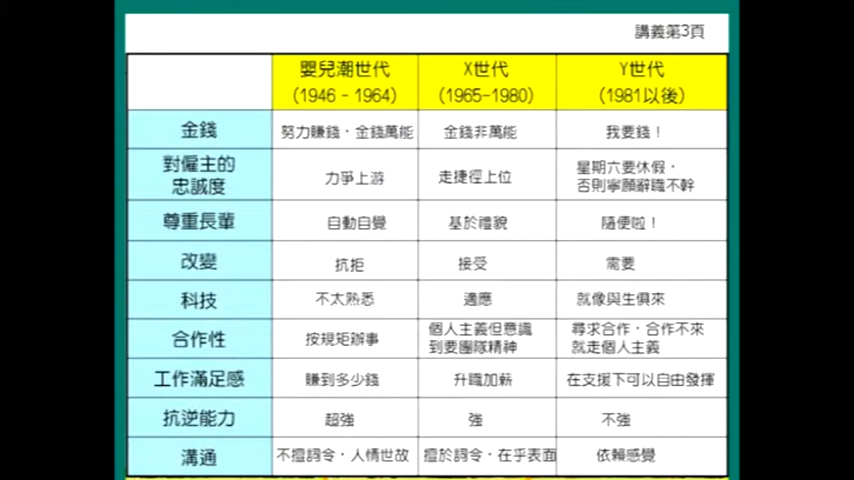 講義第3頁
嬰兒潮世代 X世代 Y世代
(1946 - 1964) (1965-1980) (1981以後)
金錢 努力賺錢，金錢萬能 金錢非萬能 我要錢！
對僱主的忠誠度 力爭上游 走捷徑上位 星期六要休假，否則寧願辭職不幹
尊重長輩 自動自覺 基於禮貌 隨便啦！
改變 抗拒 接受 需要
科技 不太熟悉 適應 就像與生俱來
合作性 按規矩辦事 個人主義但意識到要團隊精神 尋求合作，合作不來就走個人主義
工作滿足感 賺到多少錢 升職加薪 在支援下可以自由發揮
抗逆能力 超強 強 不強
溝通 不擅詞令，人情世故 擅於詞令，在乎表面 依賴感覺